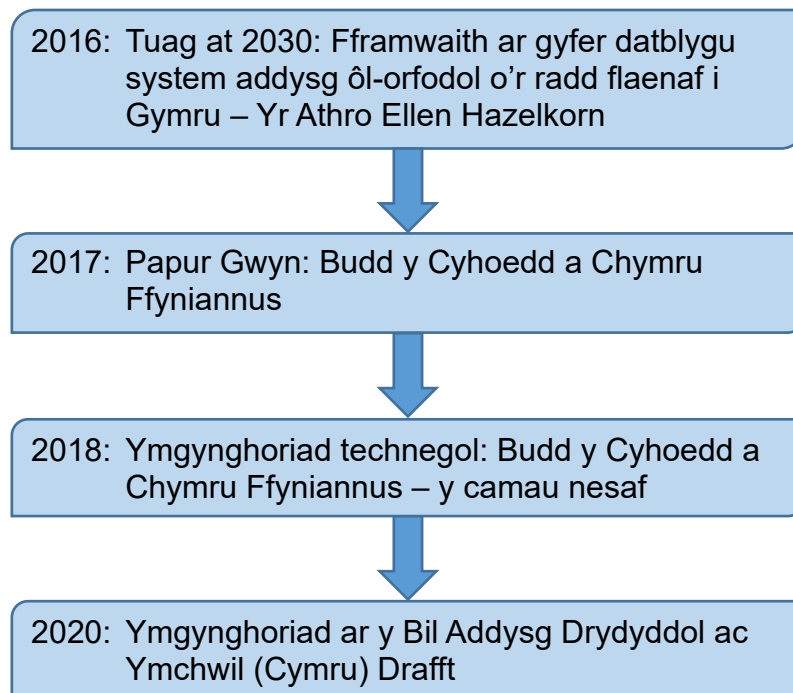 2016: Tuag at 2030: Fframwaith ar gyfer datblygu
system addysg ôl-orfodol o’r radd flaenaf i
Gymru – Yr Athro Ellen Hazelkorn
2017: Papur Gwyn: Budd y Cyhoedd a Chymru
Ffyniannus
2018: Ymgynghoriad technegol: Budd y Cyhoedd a
Chymru Ffyniannus – y camau nesaf
2020: Ymgynghoriad ar y Bil Addysg Drydyddol ac
Ymchwil (Cymru) Drafft